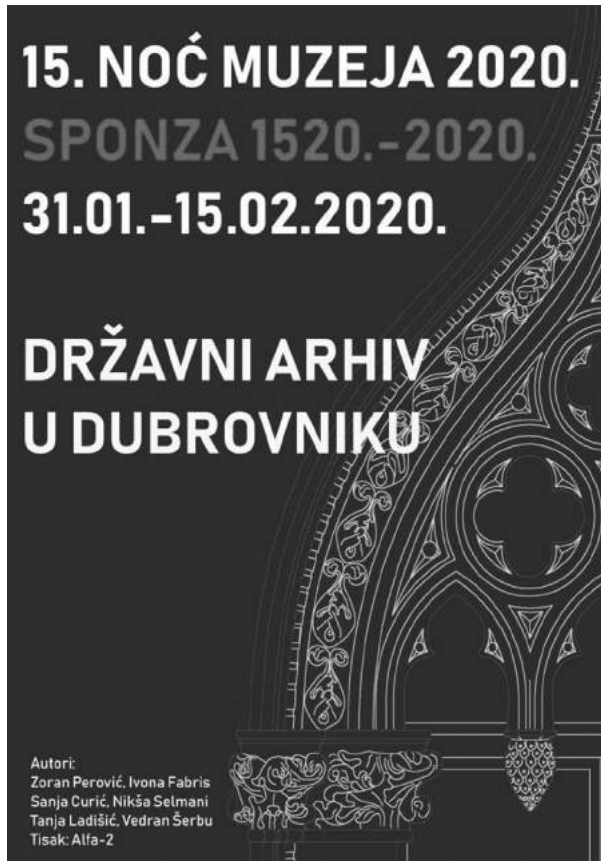 15. NOĆ MUZEJA 2020.
SPONZA 1520.-2020.
31.01.-15.02.2020.
DRŽAVNI ARHIV
U DUBROVNIKU
Autori:
Zoran Perović, Ivona Fabris
Sanja Curić, Nikša Selmani
Tanja Ladišić, Vedran Šerbu
Tisak: Alfa-2